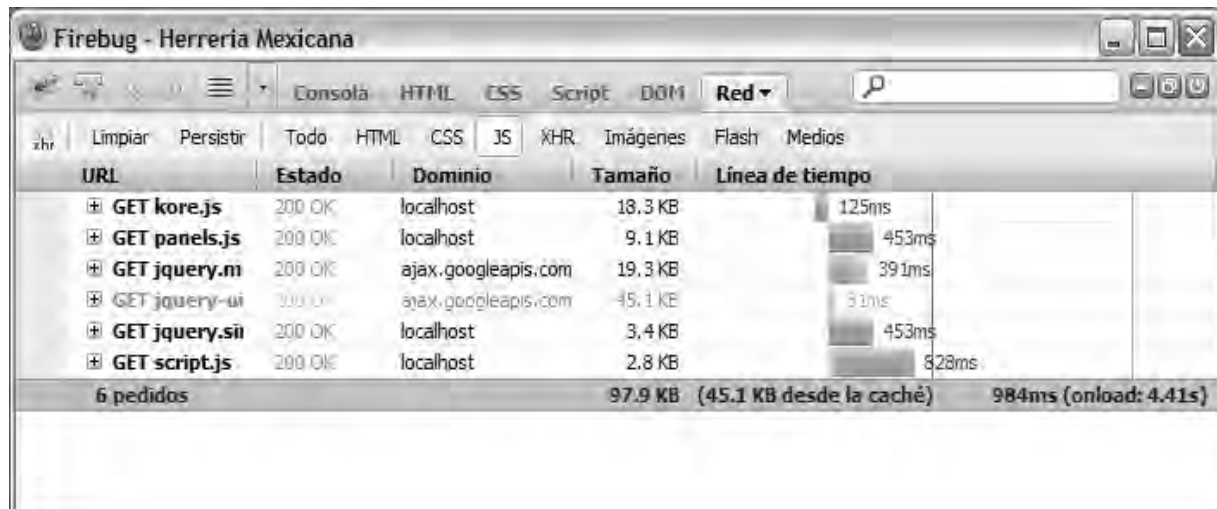 Firebug - Herreria Mexicana
Consola HTML CSS Script DOM Red
Limpiar Persistir Todo HTML CSS JS XHR Imágenes Flash Medios
URL Estado Dominio Tamaño Línea de tiempo
GET kore.js 200 OK localhost 18.3 KB 125ms
GET panels.js 200 OK localhost 9.1 KB 453ms
GET jquery.m 200 OK ajax.googleapis.com 19.3 KB 391ms
GET jquery-ui ajax.googleapis.com 45.1 KB 31ms
GET jquery.sin 200 OK localhost 3.4 KB 453ms
GET script.js 200 OK localhost 2.8 KB 828ms
6 pedidos 97.9 KB (45.1 KB desde la caché) 984ms (onload: 4.41s)